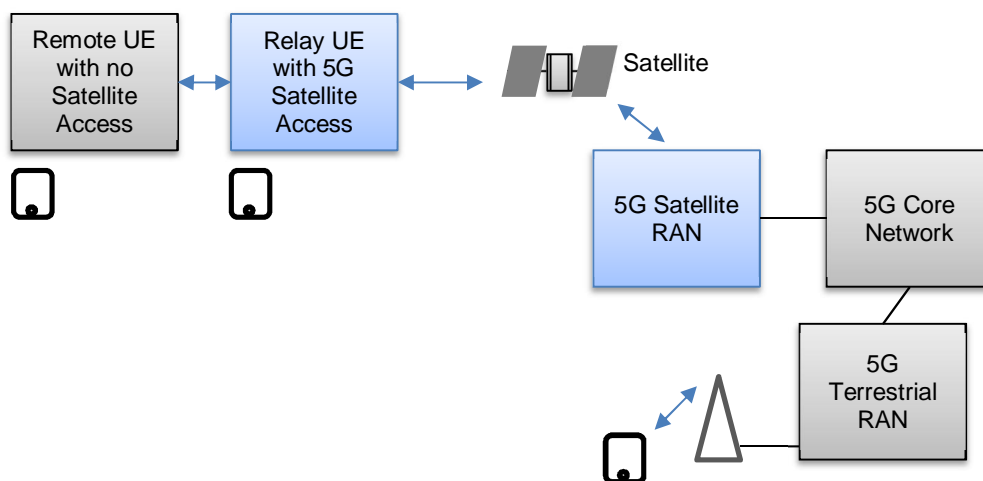 Remote UE
with no
Satellite
Access
Relay UE
with 5G
Satellite
Access
Satellite
5G Satellite
RAN
5G Core
Network
5G
Terrestrial
RAN